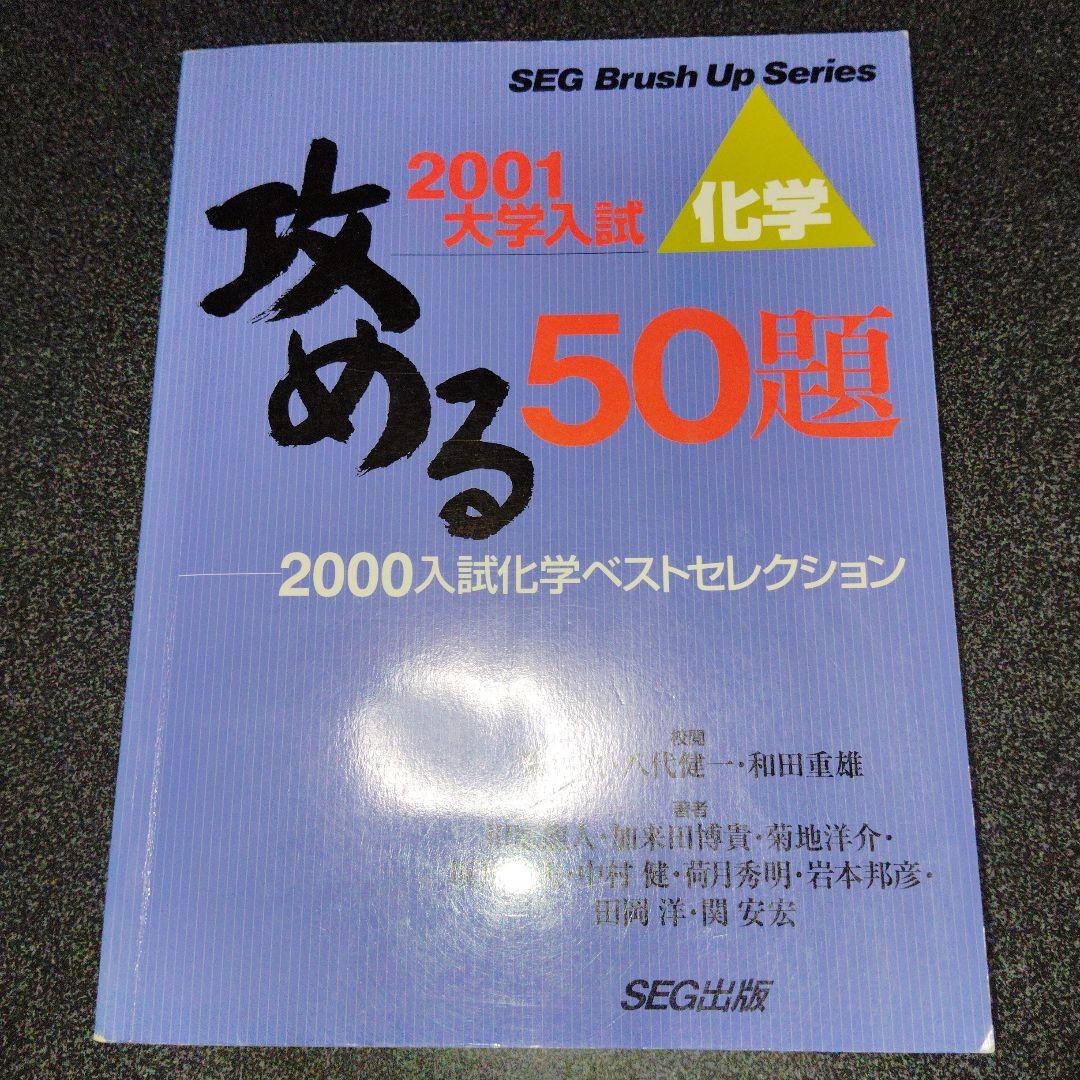 SEG Brush Up Series
2001
大学入試
化学
攻める
50題
2000入試化学ベストセレクション
校閲
八代健一・和田重雄
著者
加来田博貴・菊地洋介・
中村 健・荷月秀明・岩本邦彦・
田岡 洋・関 安宏
SEG出版